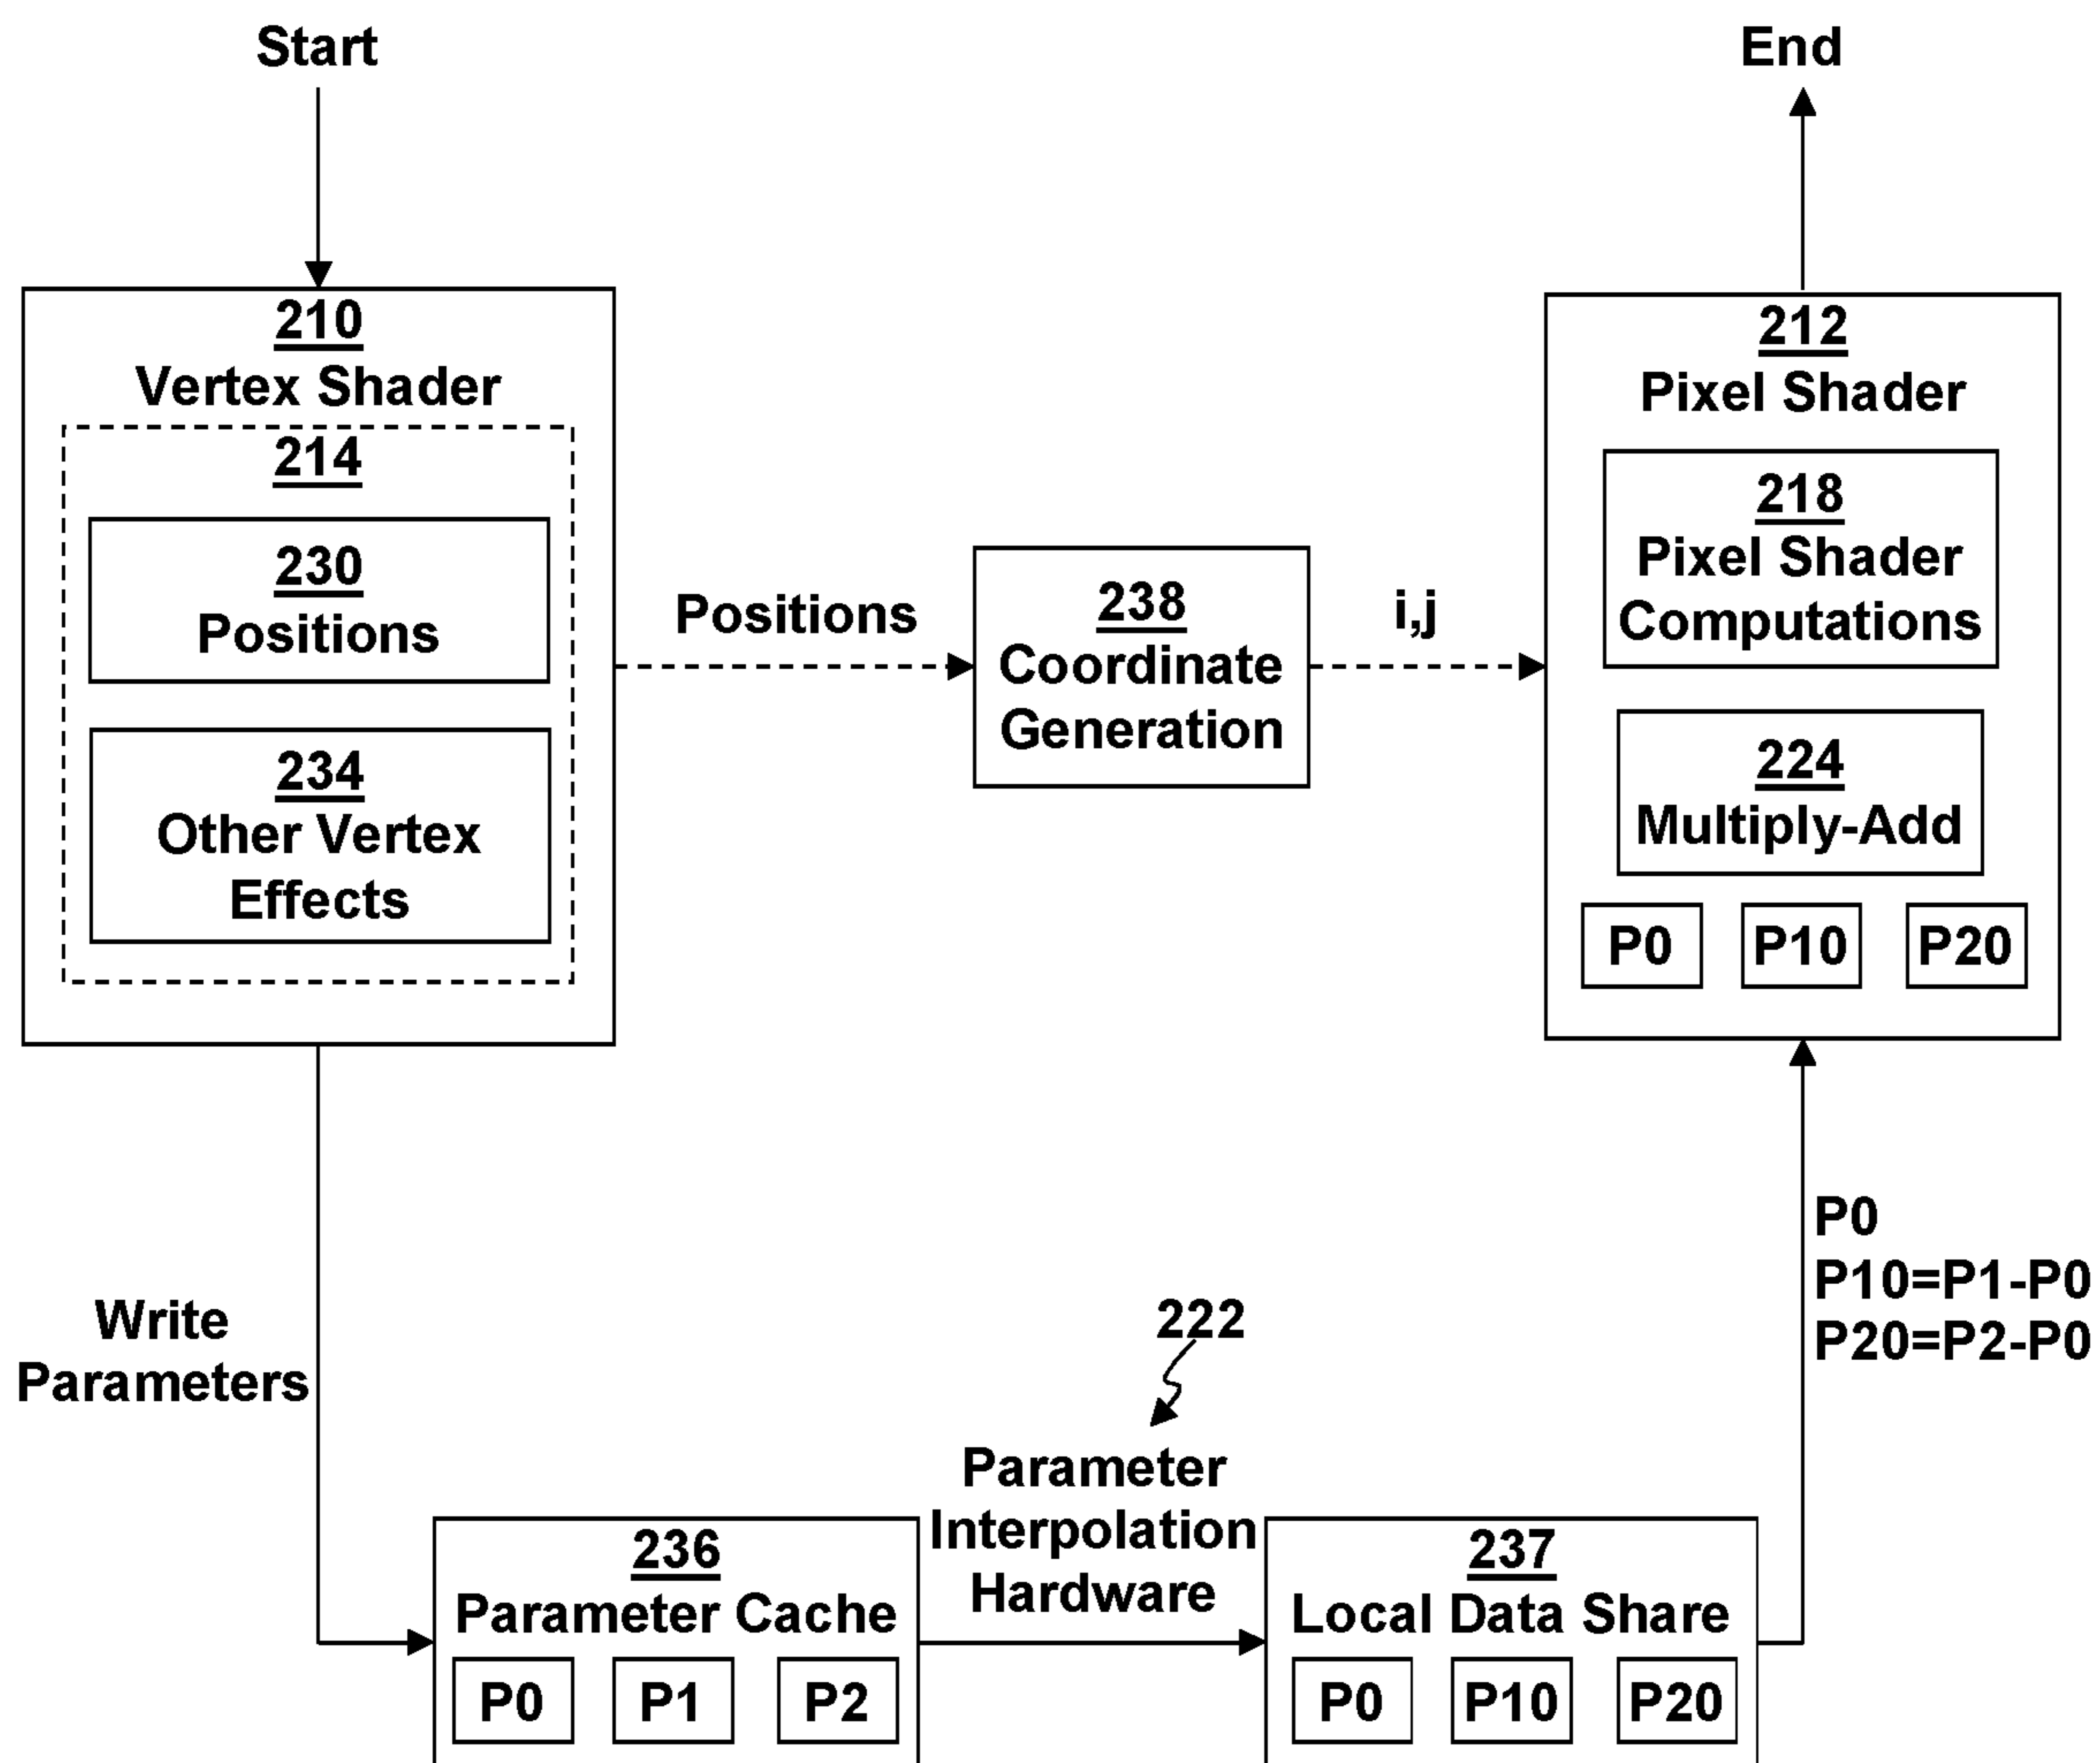 Start
End
210
Vertex Shader
214
230
Positions
234
Other Vertex
Effects
Positions
238
Coordinate
Generation
i,j
212
Pixel Shader
218
Pixel Shader
Computations
224
Multiply-Add
P0
P10
P20
Write
Parameters
222
Parameter
Interpolation
Hardware
P0
P10=P1-P0
P20=P2-P0
236
Parameter Cache
P0
P1
P2
237
Local Data Share
P0
P10
P20